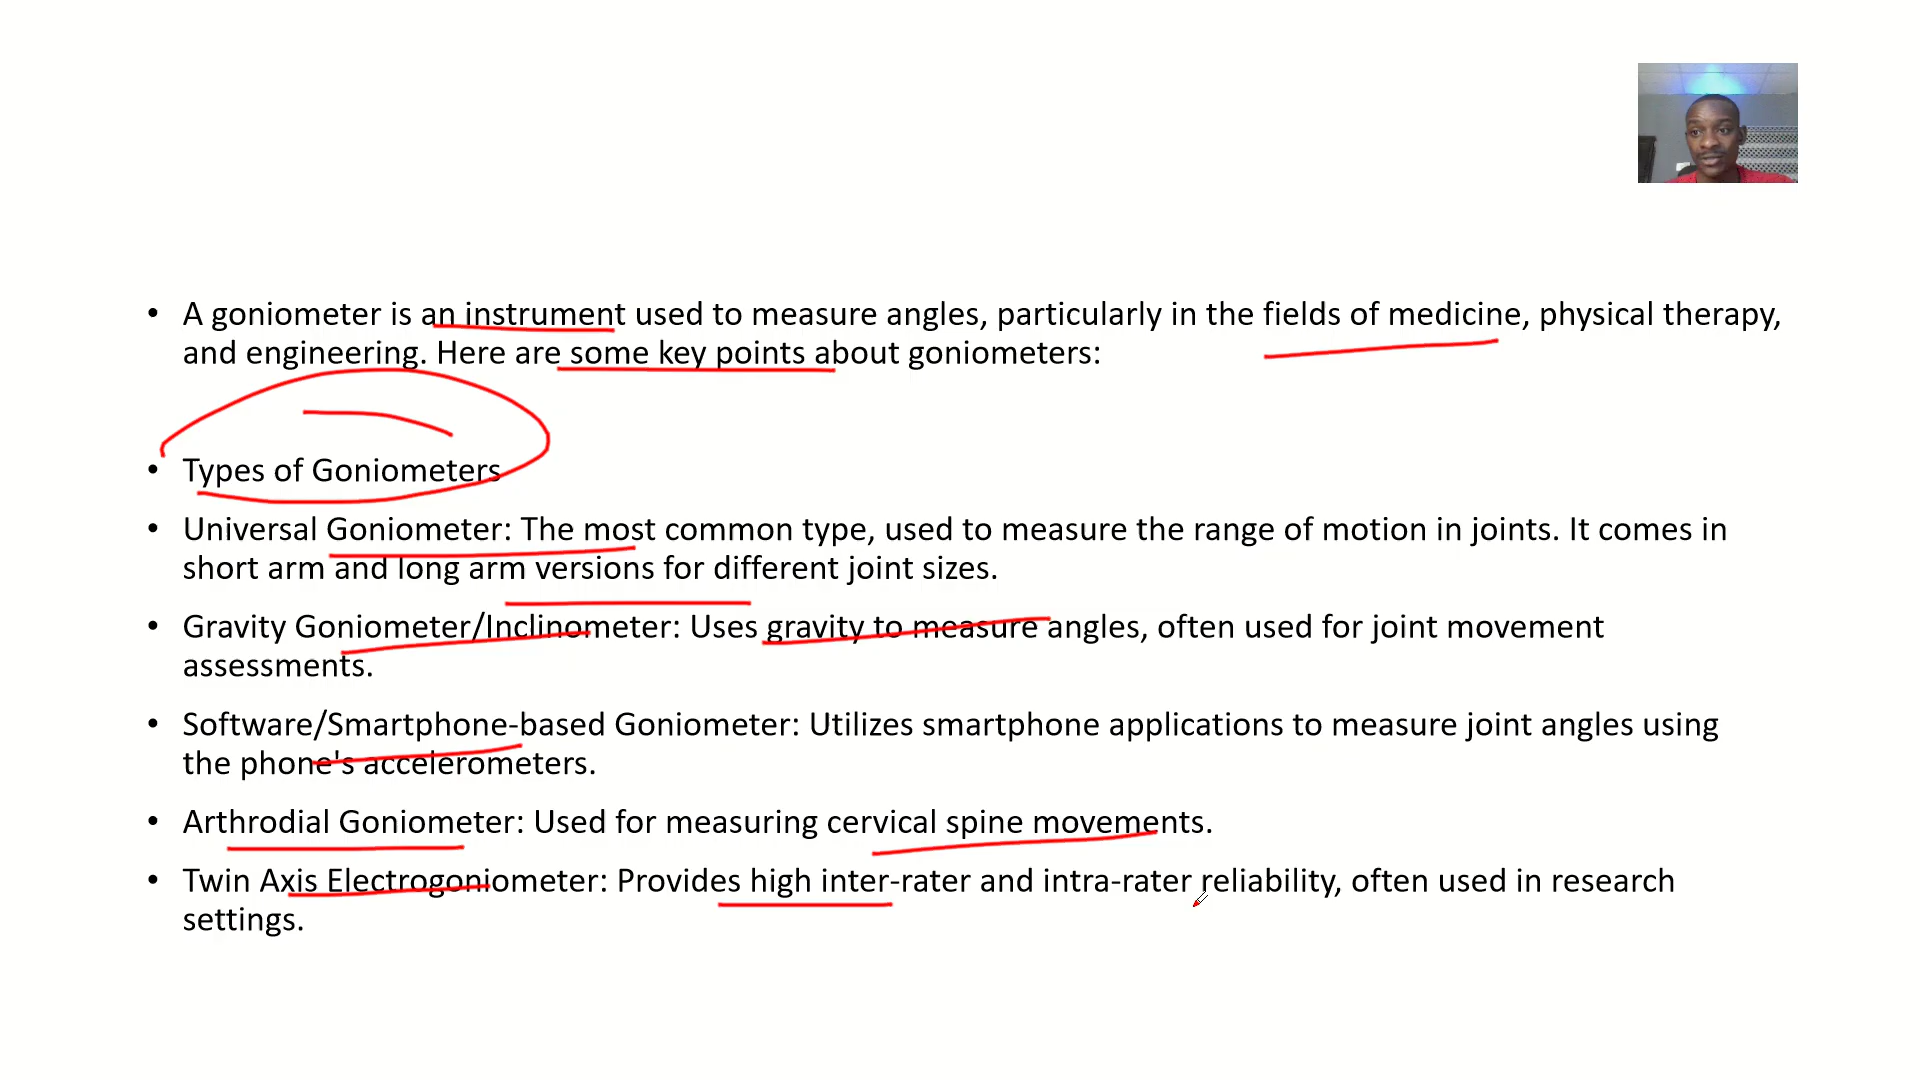 • A goniometer is an instrument used to measure angles, particularly in the fields of medicine, physical therapy,
and engineering. Here are some key points about goniometers:
• Types of Goniometers
• Universal Goniometer: The most common type, used to measure the range of motion in joints. It comes in
short arm and long arm versions for different joint sizes.
• Gravity Goniometer/Inclinometer: Uses gravity to measure angles, often used for joint movement
assessments.
• Software/Smartphone-based Goniometer: Utilizes smartphone applications to measure joint angles using
the phone's accelerometers.
• Arthrodial Goniometer: Used for measuring cervical spine movements.
• Twin Axis Electrogoniometer: Provides high inter-rater and intra-rater reliability, often used in research
settings.